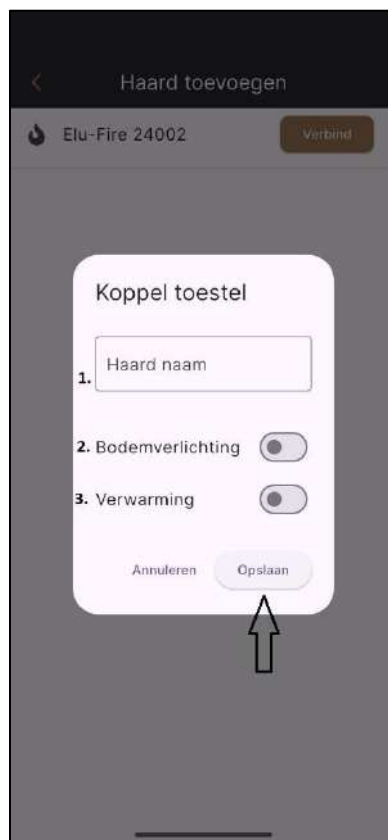 Haard toevoegen
Elu-Fire 24002 Verbind
Koppel toestel
1. Haard naam
2. Bodemverlichting
3. Verwarming
Annuleren Opslaan